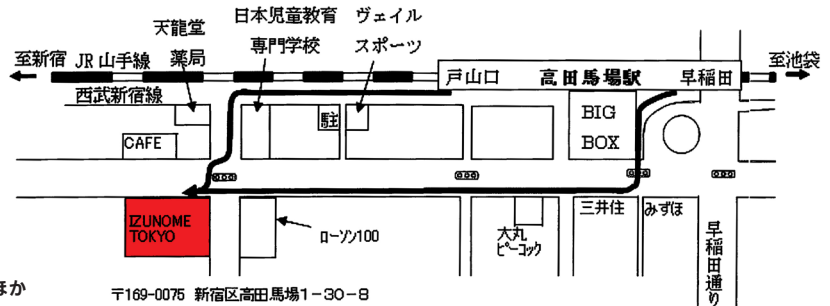 天龍堂
薬局
日本児童教育
専門学校
ヴェイル
スポーツ
至新宿
JR山手線
西武新宿線
戸山口
高田馬場駅
早稲田
至池袋
CAFE
駐
BIG
BOX
IZUNOME
TOKYO
ローソン100
大丸
ピーコック
三井住
みずほ
早稲田通り
ほか
〒169-0075 新宿区高田馬場1-30-8